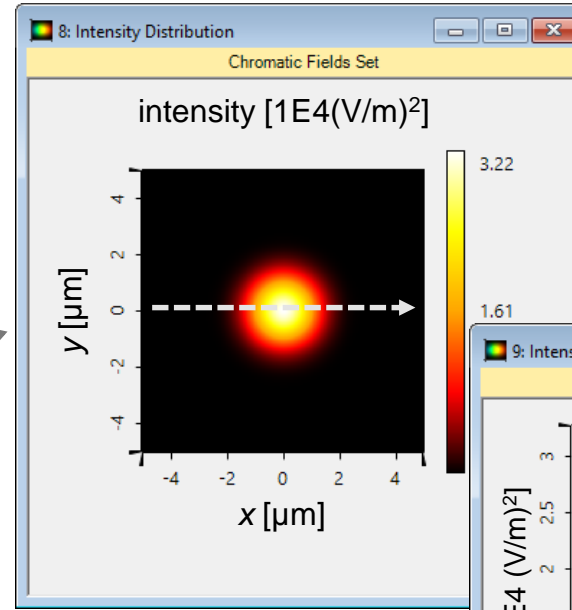 8: Intensity Distribution
Chromatic Fields Set
intensity [1E4(V/m)²]
3.22
1.61
4
2
0
-2
-4
y [µm]
-4 -2 0 2 4
x [µm]
9: Intens
3
2.5
2
E4 (V/m)²]